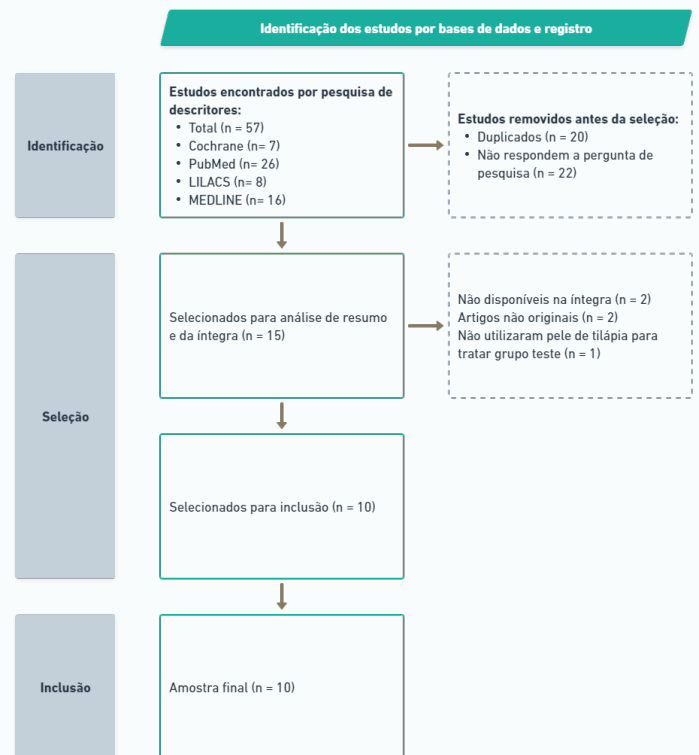 Identificação dos estudos por bases de dados e registro
Identificação
Estudos encontrados por pesquisa de
descritores:
• Total (n = 57)
• Cochrane (n= 7)
• PubMed (n = 26)
• LILACS (n= 8)
• MEDLINE (n= 16)
Estudos removidos antes da seleção:
• Duplicados (n = 20)
• Não respondem a pergunta de
pesquisa (n = 22)
Seleção
Selecionados para análise de resumo
e da íntegra (n = 15)
Não disponíveis na íntegra (n = 2)
Artigos não originais (n = 2)
Não utilizaram pele de tilápia para
tratar grupo teste (n = 1)
Selecionados para inclusão (n = 10)
Inclusão
Amostra final (n = 10)